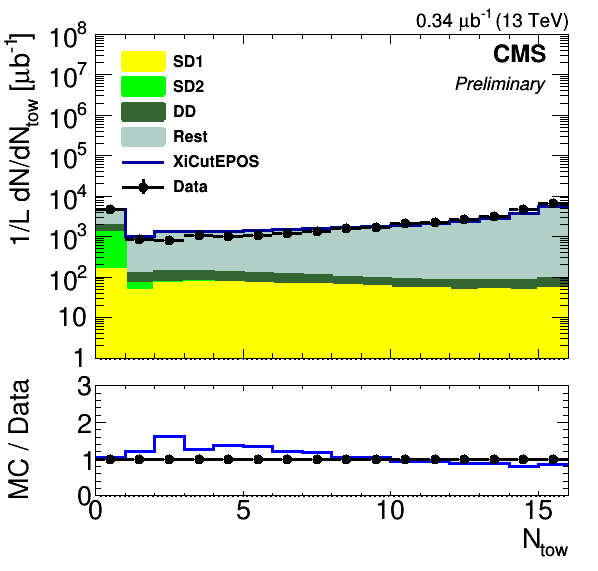 0.34 μb⁻¹ (13 TeV)
CMS
Preliminary
SD1
SD2
DD
Rest
XiCutEPOS
Data
1/L dN/dN_tow [μb⁻¹]
10⁸
10⁷
10⁶
10⁵
10⁴
10³
10²
10
1
MC / Data
3
2
1
0
0 5 10 15
N_tow